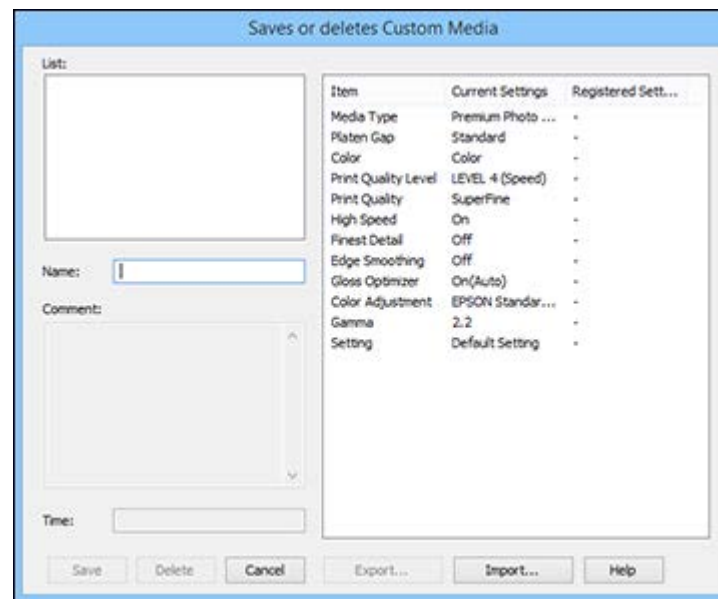 Saves or deletes Custom Media
List:
Item Current Settings Registered Sett...
Media Type Premium Photo ... -
Platen Gap Standard -
Color Color -
Print Quality Level LEVEL 4 (Speed) -
Print Quality SuperFine -
High Speed On -
Finest Detail Off -
Edge Smoothing Off -
Gloss Optimizer On(Auto) -
Color Adjustment EPSON Standar... -
Gamma 2.2 -
Setting Default Setting -
Name:
Comment:
Time:
Save Delete Cancel Export... Import... Help